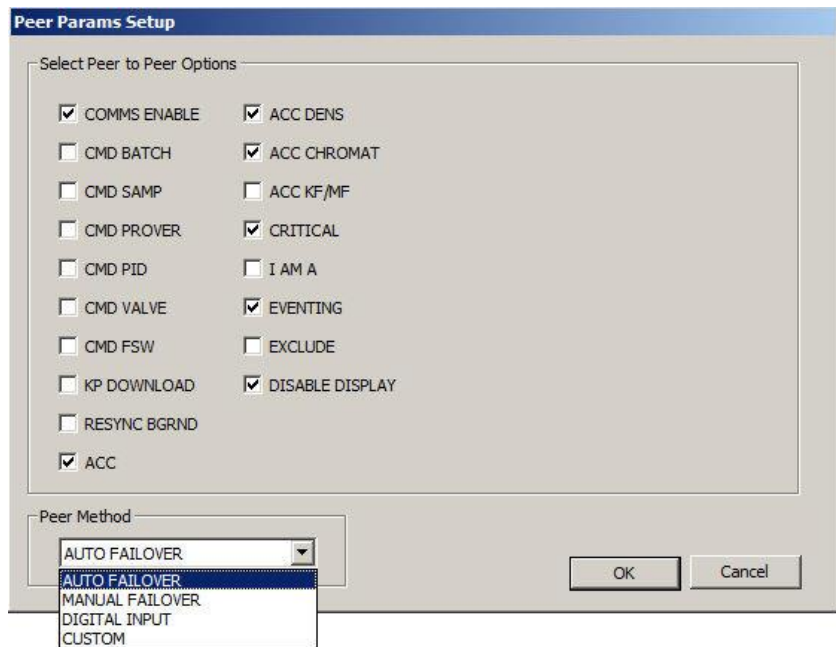 Peer Params Setup
Select Peer to Peer Options
COMMS ENABLE
CMD BATCH
CMD SAMP
CMD PROVER
CMD PID
CMD VALVE
CMD FSW
KP DOWNLOAD
RESYNC BGRND
ACC
ACC DENS
ACC CHROMAT
ACC KF/MF
CRITICAL
I AM A
EVENTING
EXCLUDE
DISABLE DISPLAY
Peer Method
AUTO FAILOVER
AUTO FAILOVER
MANUAL FAILOVER
DIGITAL INPUT
CUSTOM
OK
Cancel